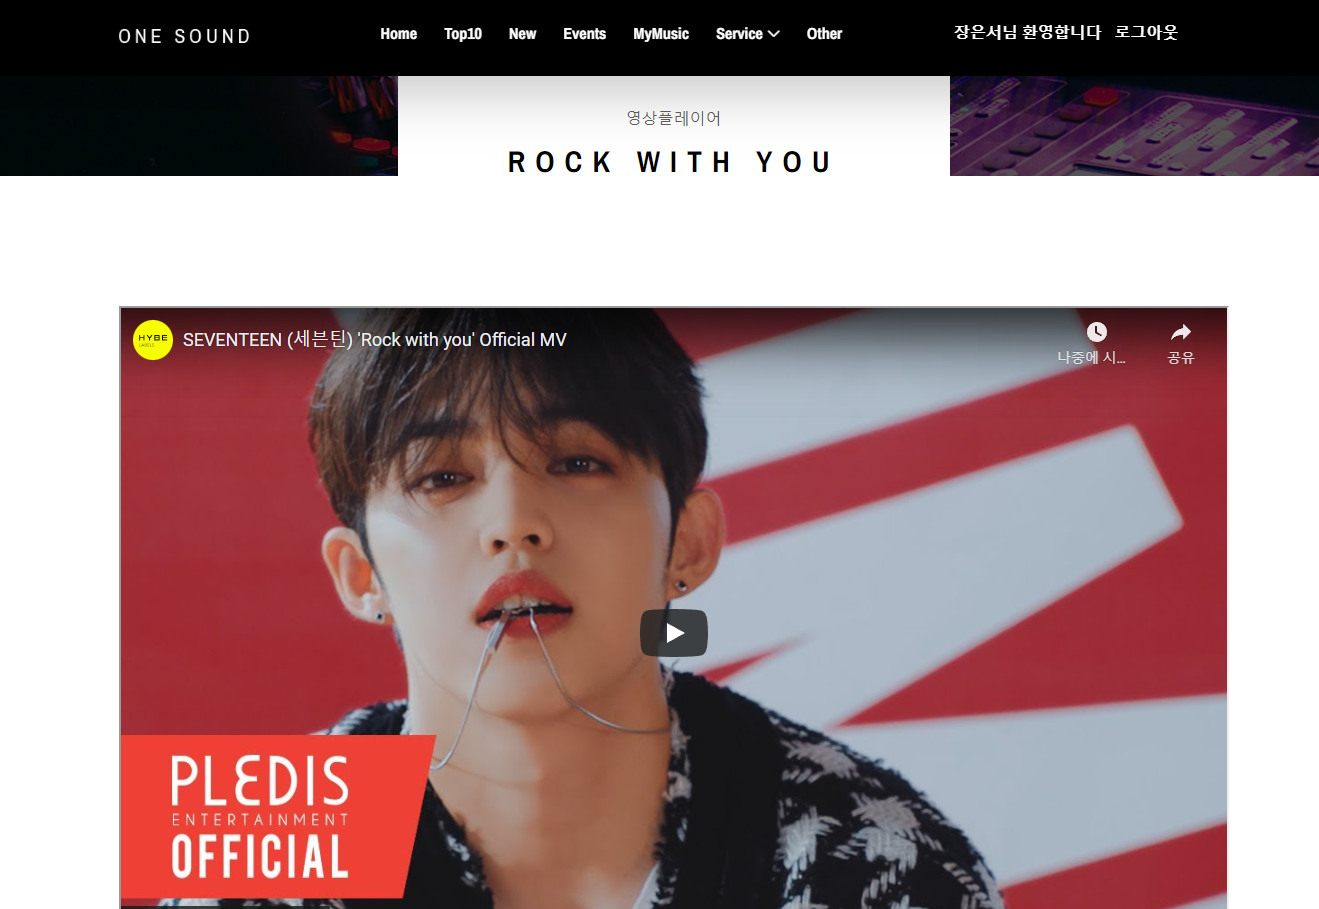 ONE SOUND
Home Top10 New Events MyMusic Service Other
장은서님 환영합니다 로그아웃
영상플레이어
ROCK WITH YOU
HYBE
LABELS
SEVENTEEN (세븐틴) 'Rock with you' Official MV
나중에 시...
공유
PLEDIS
ENTERTAINMENT
OFFICIAL